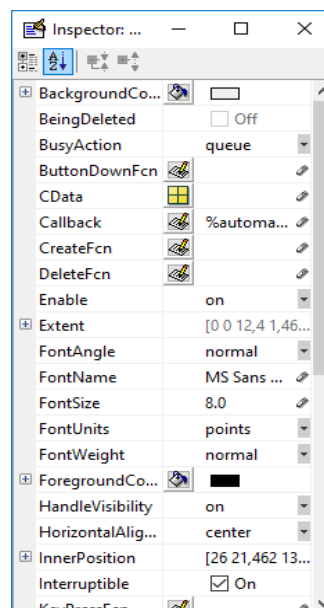 Inspector: ...
BackgroundCo...
BeingDeleted Off
BusyAction queue
ButtonDownFcn
CData
Callback %automa...
CreateFcn
DeleteFcn
Enable on
Extent [0 0 12,4 1,46...
FontAngle normal
FontName MS Sans ...
FontSize 8.0
FontUnits points
FontWeight normal
ForegroundCo...
HandleVisibility on
HorizontalAlig... center
InnerPosition [26 21,462 13...
Interruptible On
KeyPressFcn